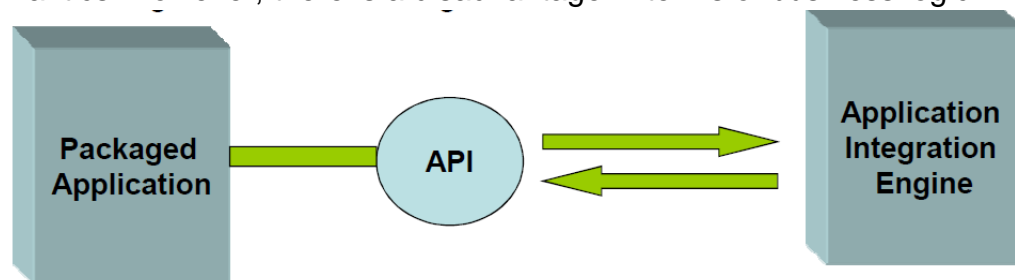 Packaged
Application
API
Application
Integration
Engine